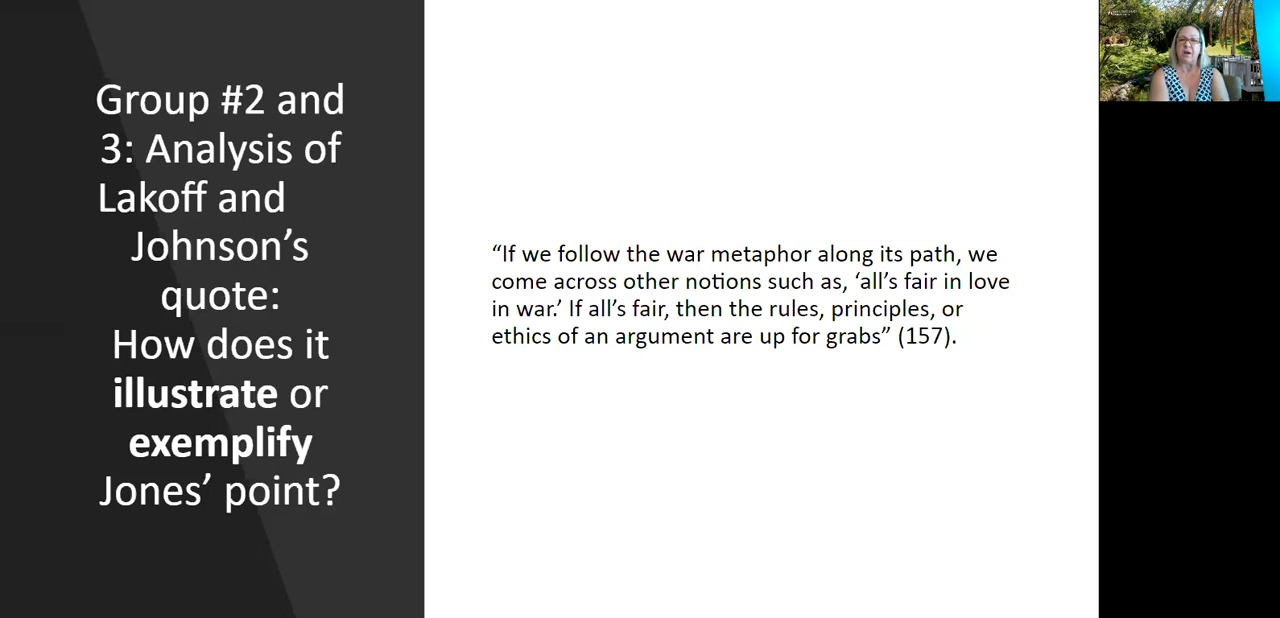 Group #2 and
3: Analysis of
Lakoff and
Johnson’s
quote:
How does it
illustrate or
exemplify
Jones’ point?
“If we follow the war metaphor along its path, we
come across other notions such as, ‘all’s fair in love
in war.’ If all’s fair, then the rules, principles, or
ethics of an argument are up for grabs” (157).